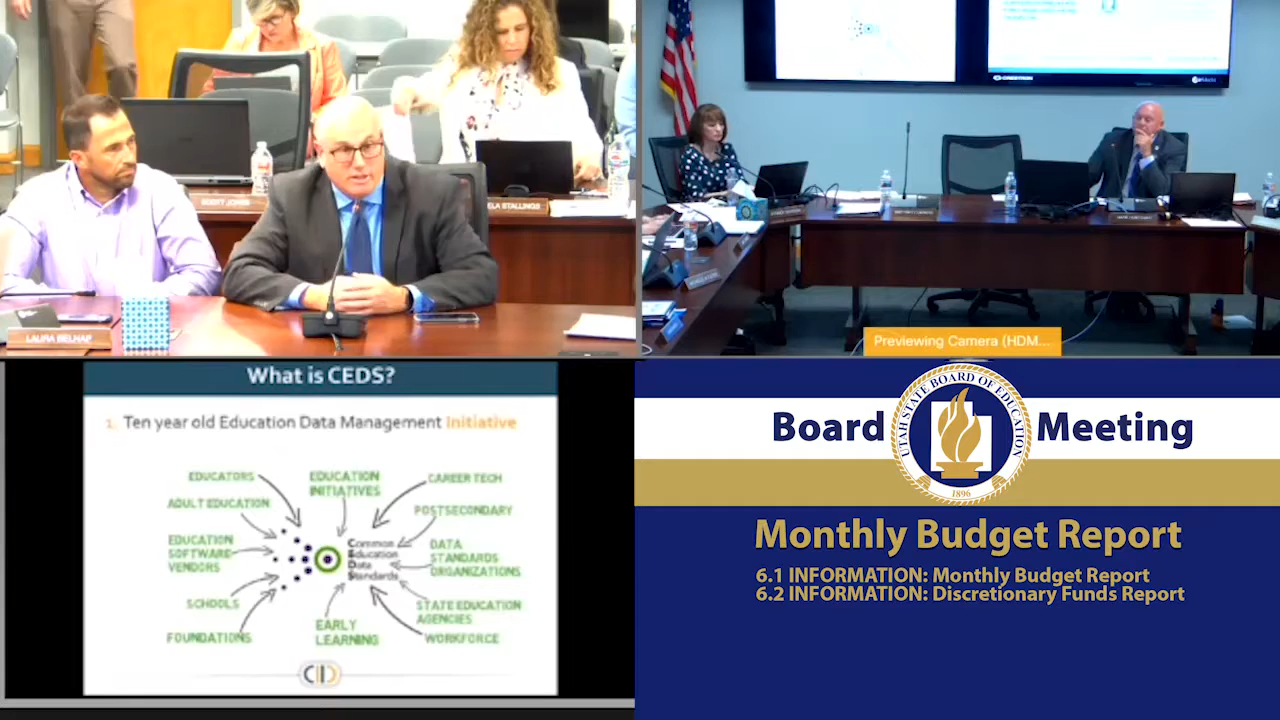 SCOTT JONES
LAURA BELNAP
Previewing Camera (HDM...
What is CEDS?
1. Ten year old Education Data Management Initiative
EDUCATORS
EDUCATION
INITIATIVES
CAREER TECH
ADULT EDUCATION
POSTSECONDARY
EDUCATION
SOFTWARE
VENDORS
Common
Education
Data
Standards
DATA
STANDARDS
ORGANIZATIONS
SCHOOLS
STATE EDUCATION
AGENCIES
FOUNDATIONS
EARLY
LEARNING
WORKFORCE
Board
UTAH STATE BOARD OF EDUCATION
1896
Meeting
Monthly Budget Report
6.1 INFORMATION: Monthly Budget Report
6.2 INFORMATION: Discretionary Funds Report